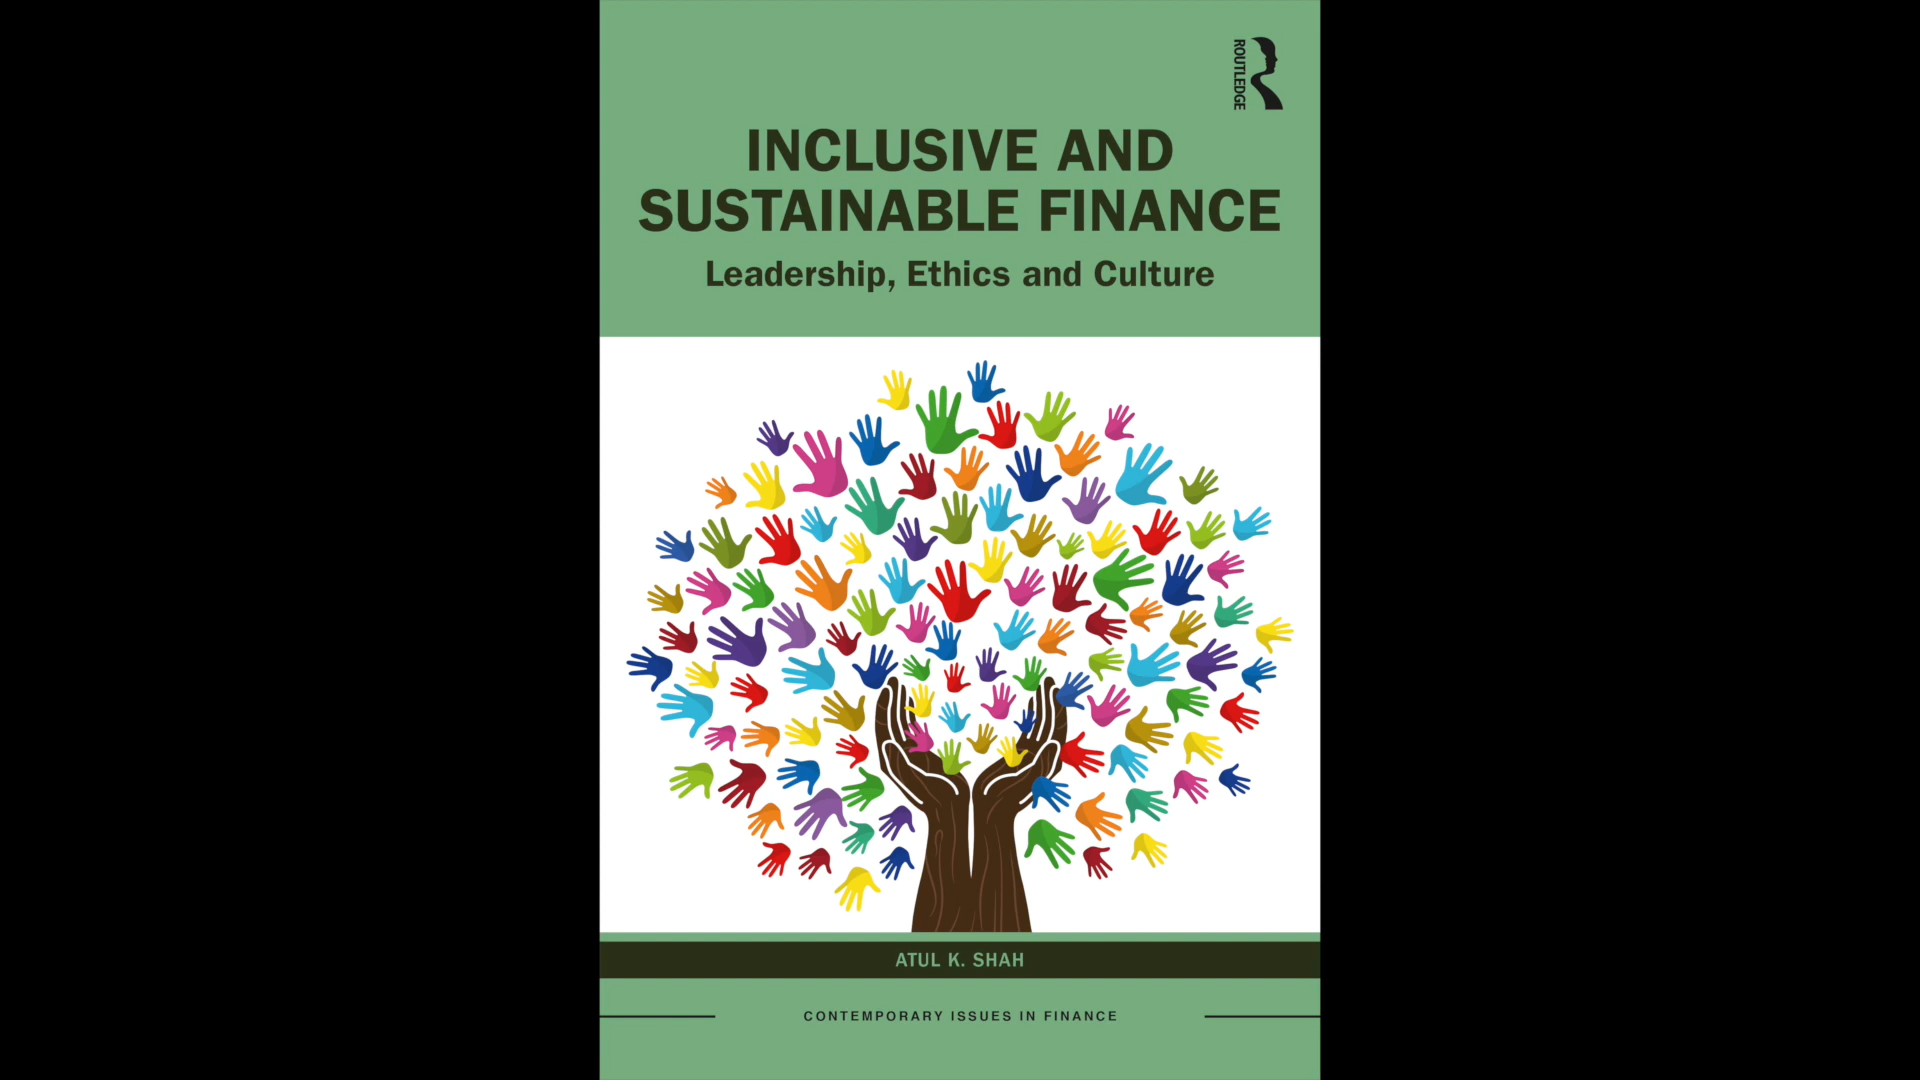 ROUTLEDGE
INCLUSIVE AND
SUSTAINABLE FINANCE
Leadership, Ethics and Culture
ATUL K. SHAH
CONTEMPORARY ISSUES IN FINANCE